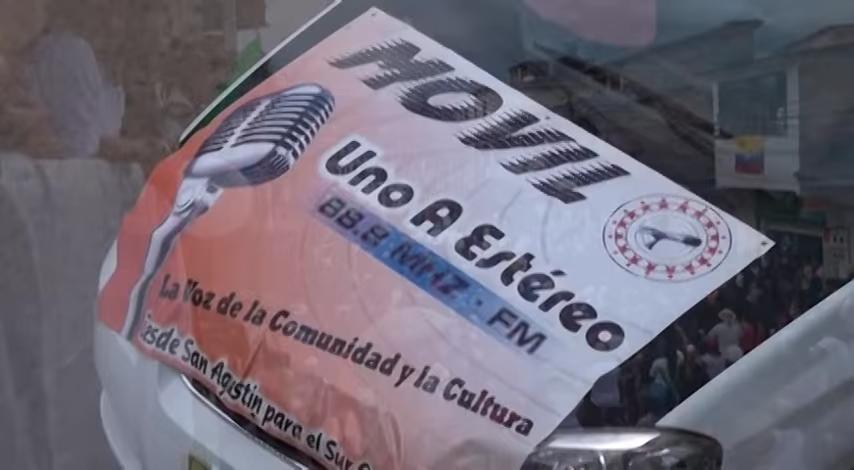 MOVIL
Uno A Estéreo
88.8 MHZ - FM
La Voz de la Comunidad y la Cultura
Desde San Agustín para el Sur